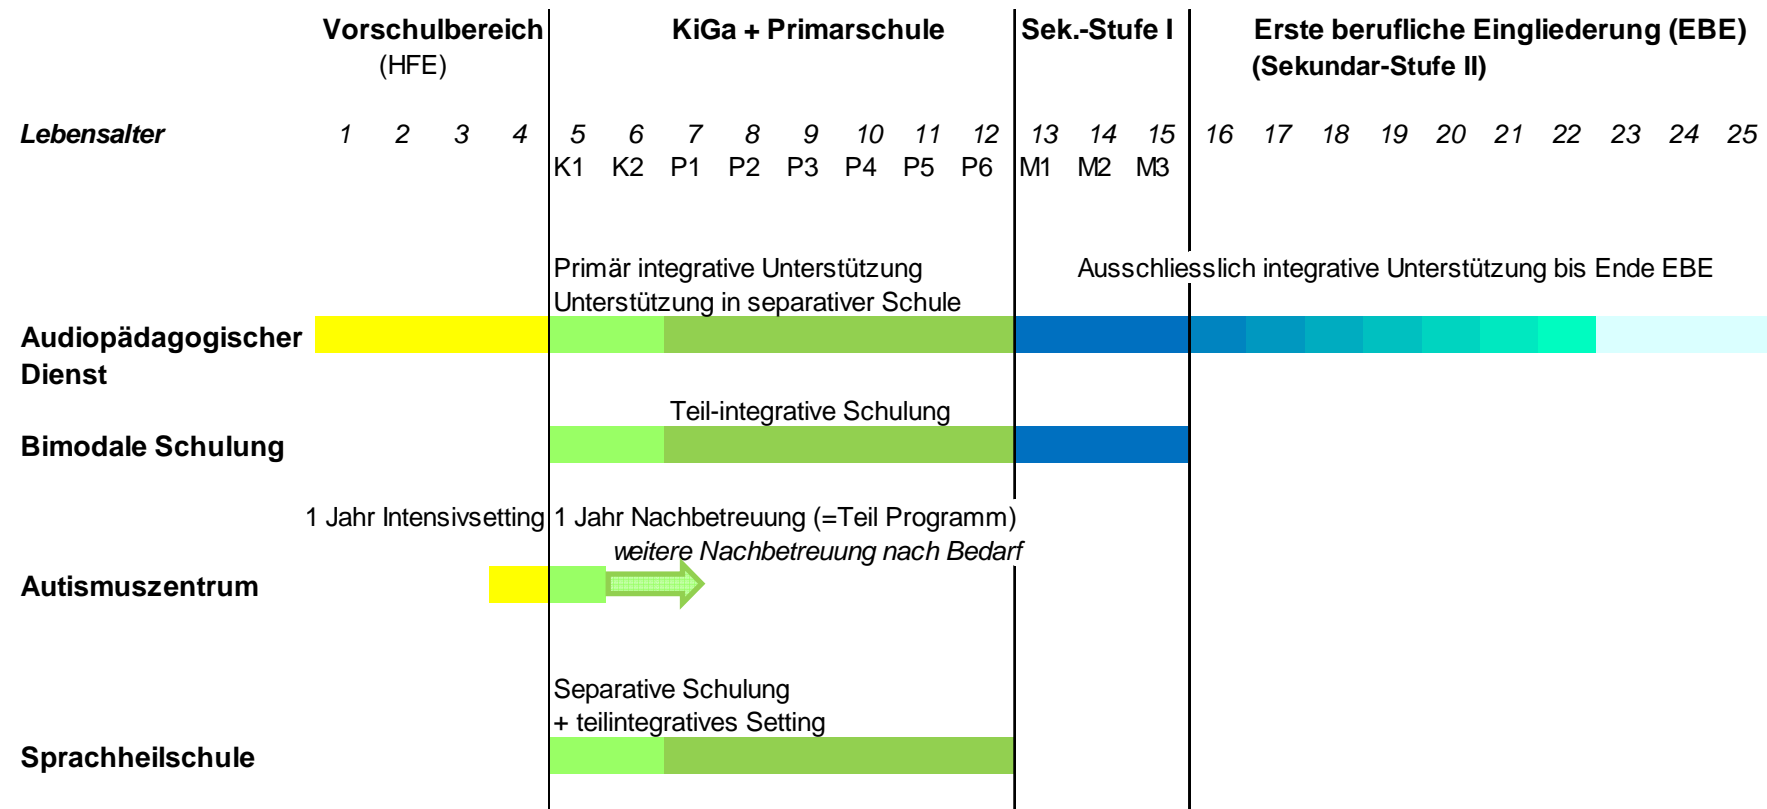 Vorschulbereich KiGa + Primarschule Sek.-Stufe I Erste berufliche Eingliederung (EBE)
(HFE) (Sekundar-Stufe II)
Lebensalter 1 2 3 4 5 6 7 8 9 10 11 12 13 14 15 16 17 18 19 20 21 22 23 24 25
K1 K2 P1 P2 P3 P4 P5 P6 M1 M2 M3
Primär integrative Unterstützung Ausschliesslich integrative Unterstützung bis Ende EBE
Unterstützung in separativer Schule
Audiopädagogischer
Dienst
Teil-integrative Schulung
Bimodale Schulung
1 Jahr Intensivsetting 1 Jahr Nachbetreuung (=Teil Programm)
weitere Nachbetreuung nach Bedarf
Autismuszentrum
Separative Schulung
+ teilintegratives Setting
Sprachheilschule